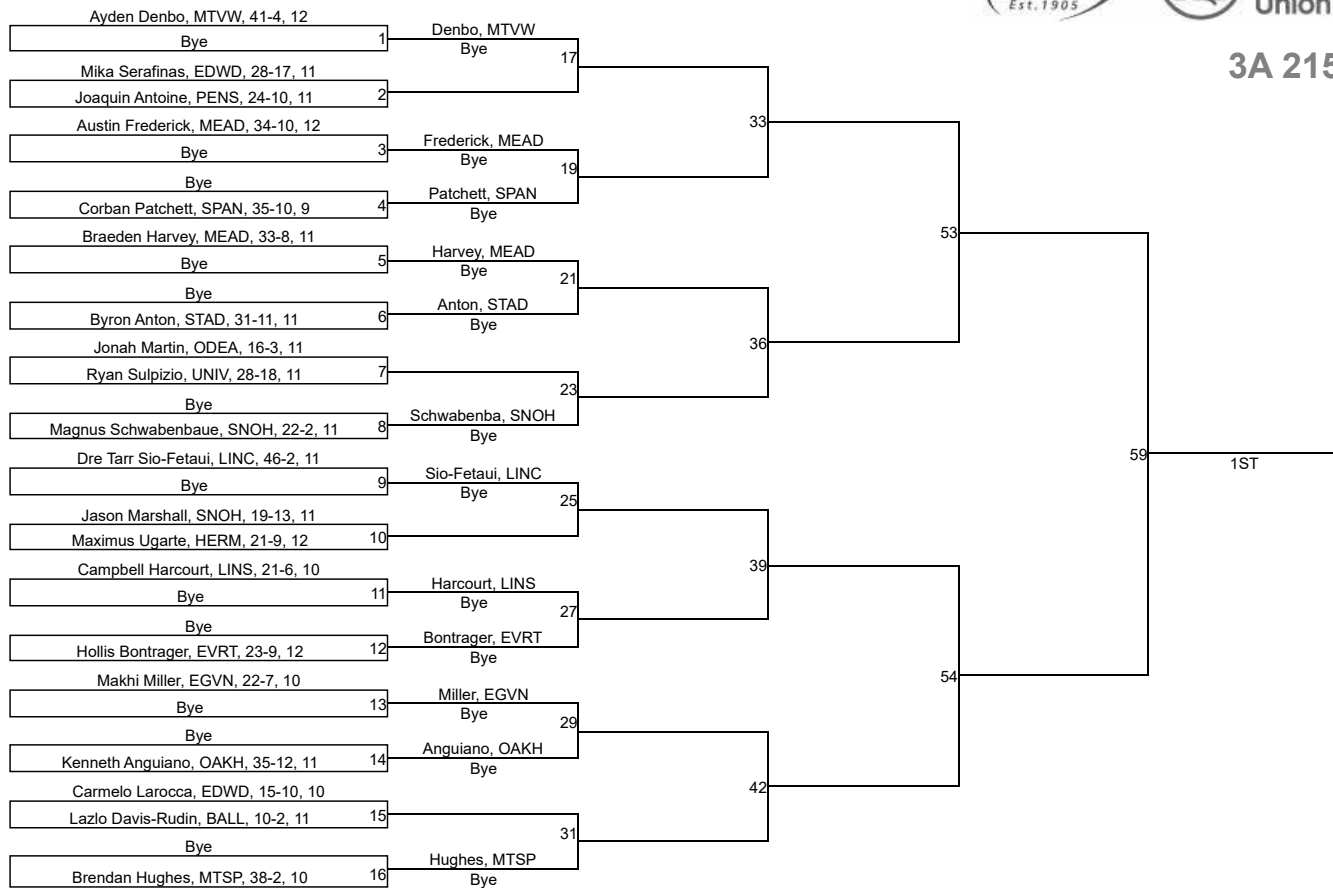 Est. 1905
Union
3A 215
Ayden Denbo, MTVW, 41-4, 12
Bye
1
Denbo, MTVW
Bye
17
Mika Serafinas, EDWD, 28-17, 11
Joaquin Antoine, PENS, 24-10, 11
2
33
Austin Frederick, MEAD, 34-10, 12
Bye
3
Frederick, MEAD
Bye
19
Bye
Corban Patchett, SPAN, 35-10, 9
4
Patchett, SPAN
Bye
53
Braeden Harvey, MEAD, 33-8, 11
Bye
5
Harvey, MEAD
Bye
21
Bye
Byron Anton, STAD, 31-11, 11
6
Anton, STAD
Bye
36
Jonah Martin, ODEA, 16-3, 11
Ryan Sulpizio, UNIV, 28-18, 11
7
23
Bye
Magnus Schwabenbaue, SNOH, 22-2, 11
8
Schwabenba, SNOH
Bye
59
1ST
Dre Tarr Sio-Fetaui, LINC, 46-2, 11
Bye
9
Sio-Fetaui, LINC
Bye
25
Jason Marshall, SNOH, 19-13, 11
Maximus Ugarte, HERM, 21-9, 12
10
39
Campbell Harcourt, LINS, 21-6, 10
Bye
11
Harcourt, LINS
Bye
27
Bye
Hollis Bontrager, EVRT, 23-9, 12
12
Bontrager, EVRT
Bye
54
Makhi Miller, EGVN, 22-7, 10
Bye
13
Miller, EGVN
Bye
29
Bye
Kenneth Anguiano, OAKH, 35-12, 11
14
Anguiano, OAKH
Bye
42
Carmelo Larocca, EDWD, 15-10, 10
Lazlo Davis-Rudin, BALL, 10-2, 11
15
31
Bye
Brendan Hughes, MTSP, 38-2, 10
16
Hughes, MTSP
Bye